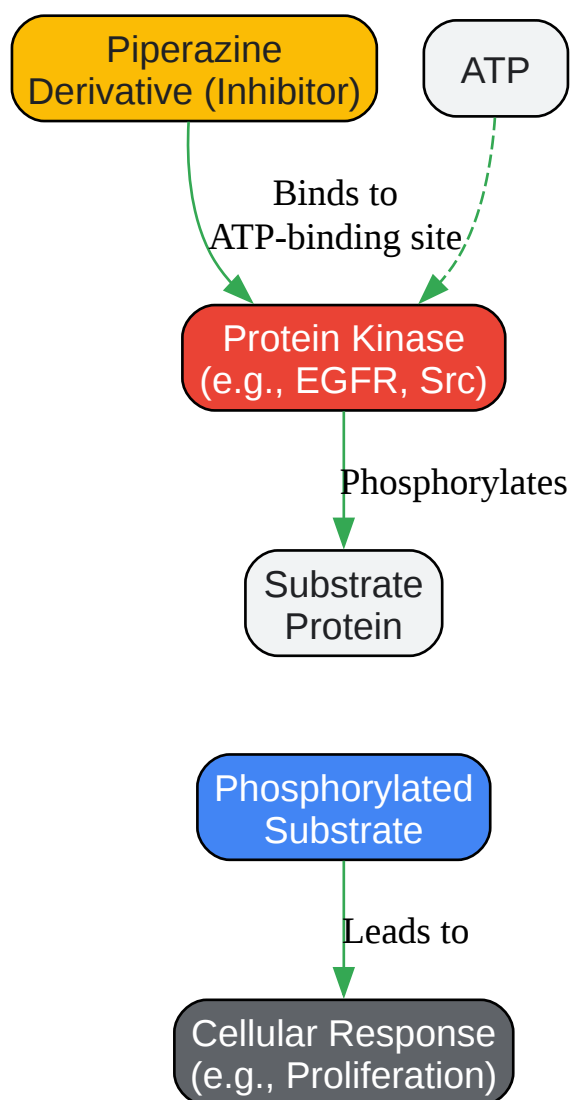 Piperazine
Derivative (Inhibitor)
ATP
Binds to
ATP-binding site
Protein Kinase
(e.g., EGFR, Src)
Phosphorylates
Substrate
Protein
Phosphorylated
Substrate
Leads to
Cellular Response
(e.g., Proliferation)